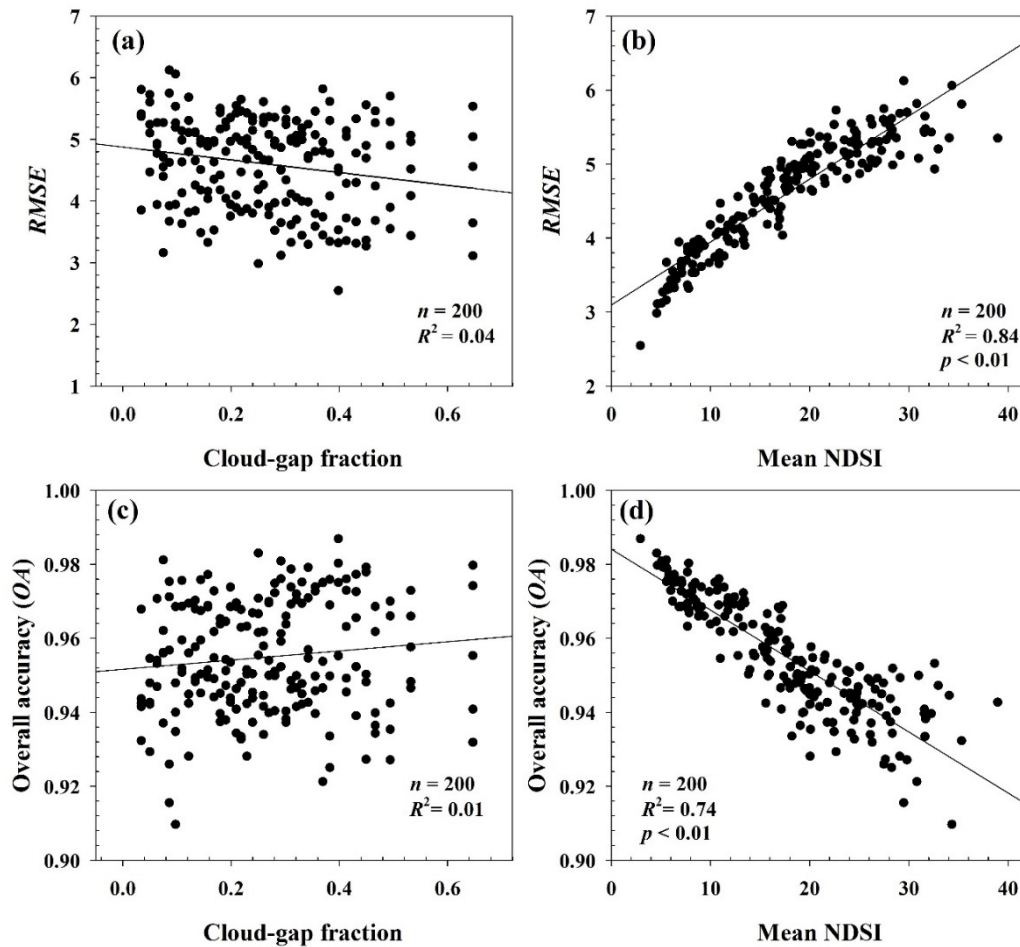 (a)
RMSE
7
6
5
4
3
2
1
n = 200
R² = 0.04
0.0 0.2 0.4 0.6
Cloud-gap fraction
(b)
RMSE
7
6
5
4
3
2
n = 200
R² = 0.84
p < 0.01
0 10 20 30 40
Mean NDSI
(c)
Overall accuracy (OA)
1.00
0.98
0.96
0.94
0.92
0.90
n = 200
R² = 0.01
0.0 0.2 0.4 0.6
Cloud-gap fraction
(d)
Overall accuracy (OA)
1.00
0.98
0.96
0.94
0.92
0.90
n = 200
R² = 0.74
p < 0.01
0 10 20 30 40
Mean NDSI